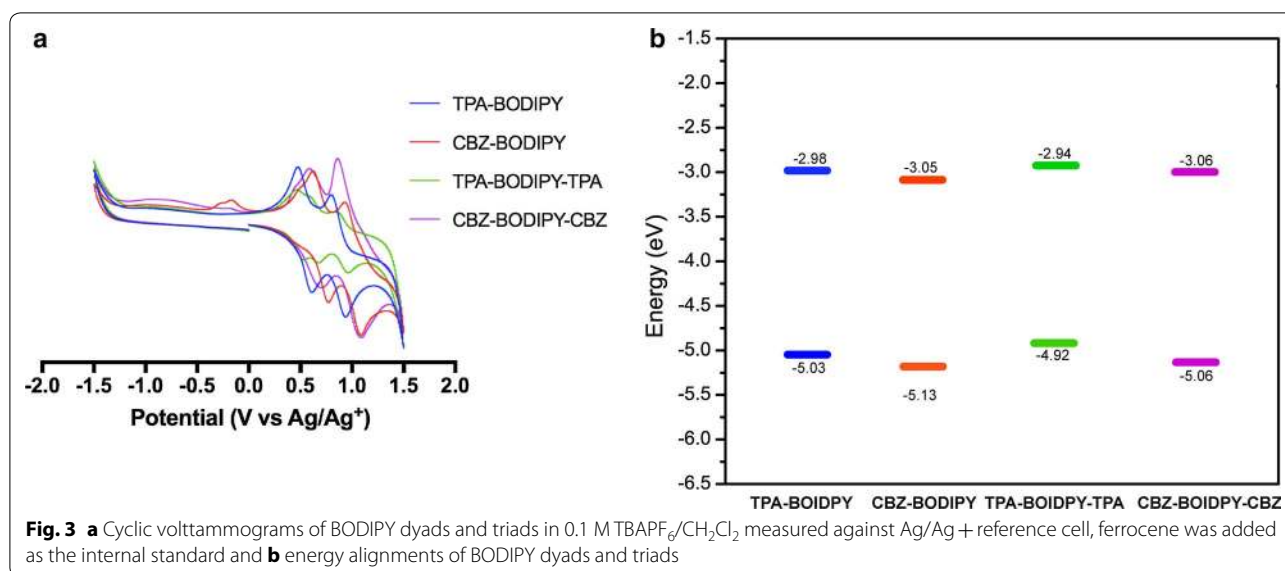 a
TPA-BODIPY
CBZ-BODIPY
TPA-BODIPY-TPA
CBZ-BODIPY-CBZ
-2.0 -1.5 -1.0 -0.5 0.0 0.5 1.0 1.5 2.0
Potential (V vs Ag/Ag+)
b
Energy (eV)
-1.5
-2.0
-2.5
-3.0
-3.5
-4.0
-4.5
-5.0
-5.5
-6.0
-6.5
-2.98
-3.05
-2.94
-3.06
-5.03
-5.13
-4.92
-5.06
TPA-BOIDPY CBZ-BODIPY TPA-BOIDPY-TPA CBZ-BOIDPY-CBZ
Fig. 3 a Cyclic volttammograms of BODIPY dyads and triads in 0.1 M TBAPF6/CH2Cl2 measured against Ag/Ag + reference cell, ferrocene was added
as the internal standard and b energy alignments of BODIPY dyads and triads